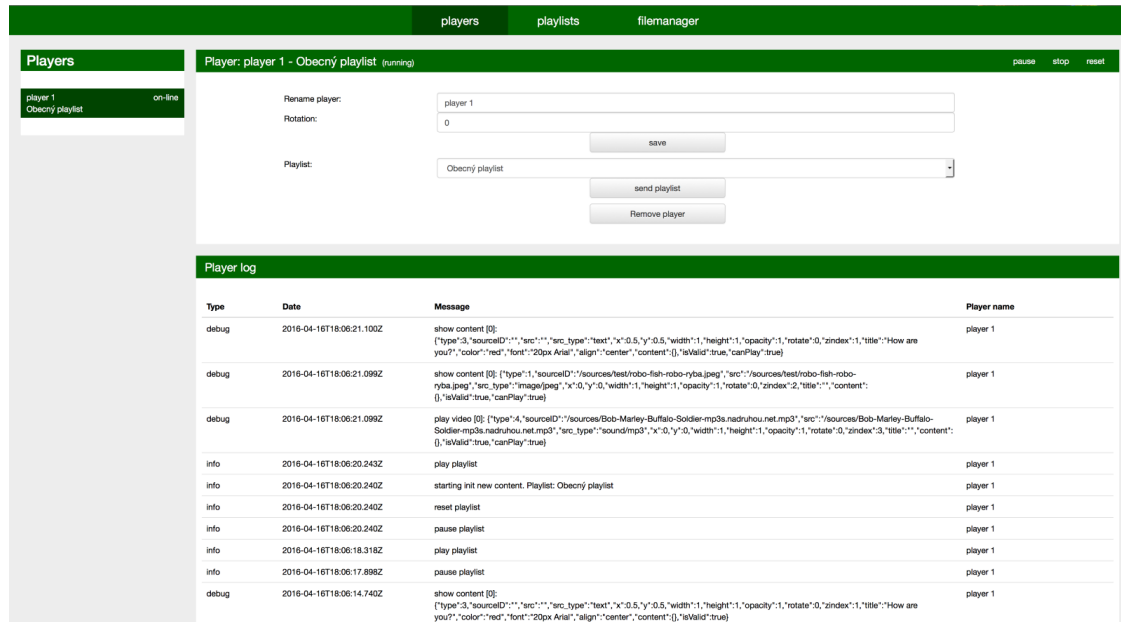 players playlists filemanager
Players
player 1 on-line
Obecný playlist
Player: player 1 - Obecný playlist (running) pause stop reset
Rename player: player 1
Rotation: 0
save
Playlist: Obecný playlist
send playlist
Remove player
Player log
Type Date Message Player name
debug 2016-04-16T18:06:21.100Z show content [0]: player 1
{"type":3,"sourceID":"","src":"","src_type":"text","x":0.5,"y":0.5,"width":1,"height":1,"opacity":1,"rotate":0,"zindex":1,"title":"How are
you?","color":"red","font":"20px Arial","align":"center","content":{},"isValid":true,"canPlay":true}
debug 2016-04-16T18:06:21.099Z show content [0]: {"type":1,"sourceID":"/sources/test/robo-fish-robo-ryba.jpeg","src":"/sources/test/robo-fish-robo- player 1
ryba.jpeg","src_type":"image/jpeg","x":0,"y":0,"width":1,"height":1,"opacity":1,"rotate":0,"zindex":2,"title":"","content":
{},"isValid":true,"canPlay":true}
debug 2016-04-16T18:06:21.099Z play video [0]: {"type":4,"sourceID":"/sources/Bob-Marley-Buffalo-Soldier-mp3s.nadruhou.net.mp3","src":"/sources/Bob-Marley-Buffalo- player 1
Soldier-mp3s.nadruhou.net.mp3","src_type":"sound/mp3","x":0,"y":0,"width":1,"height":1,"opacity":1,"rotate":0,"zindex":3,"title":"","content":
{},"isValid":true,"canPlay":true}
info 2016-04-16T18:06:20.243Z play playlist player 1
info 2016-04-16T18:06:20.240Z starting init new content. Playlist: Obecný playlist player 1
info 2016-04-16T18:06:20.240Z reset playlist player 1
info 2016-04-16T18:06:20.240Z pause playlist player 1
info 2016-04-16T18:06:18.318Z play playlist player 1
info 2016-04-16T18:06:17.898Z pause playlist player 1
debug 2016-04-16T18:06:14.740Z show content [0]: player 1
{"type":3,"sourceID":"","src":"","src_type":"text","x":0.5,"y":0.5,"width":1,"height":1,"opacity":1,"rotate":0,"zindex":1,"title":"How are
you?","color":"red","font":"20px Arial","align":"center","content":{},"isValid":true,"canPlay":true}